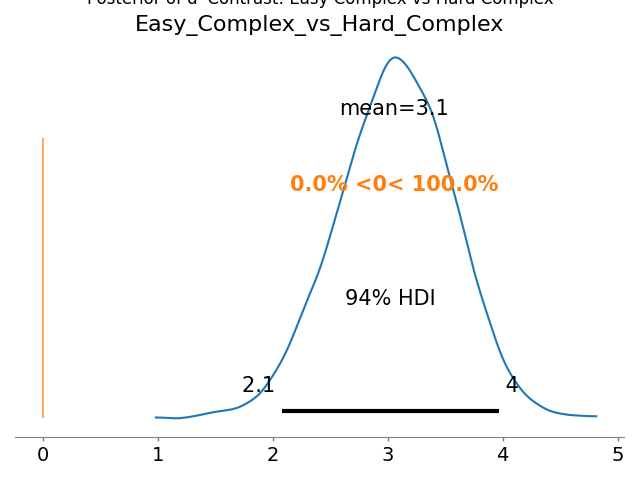 Posterior of d' Contrast: Easy Complex vs Hard Complex
Easy_Complex_vs_Hard_Complex
mean=3.1
0.0% <0< 100.0%
94% HDI
2.1 4
0 1 2 3 4 5